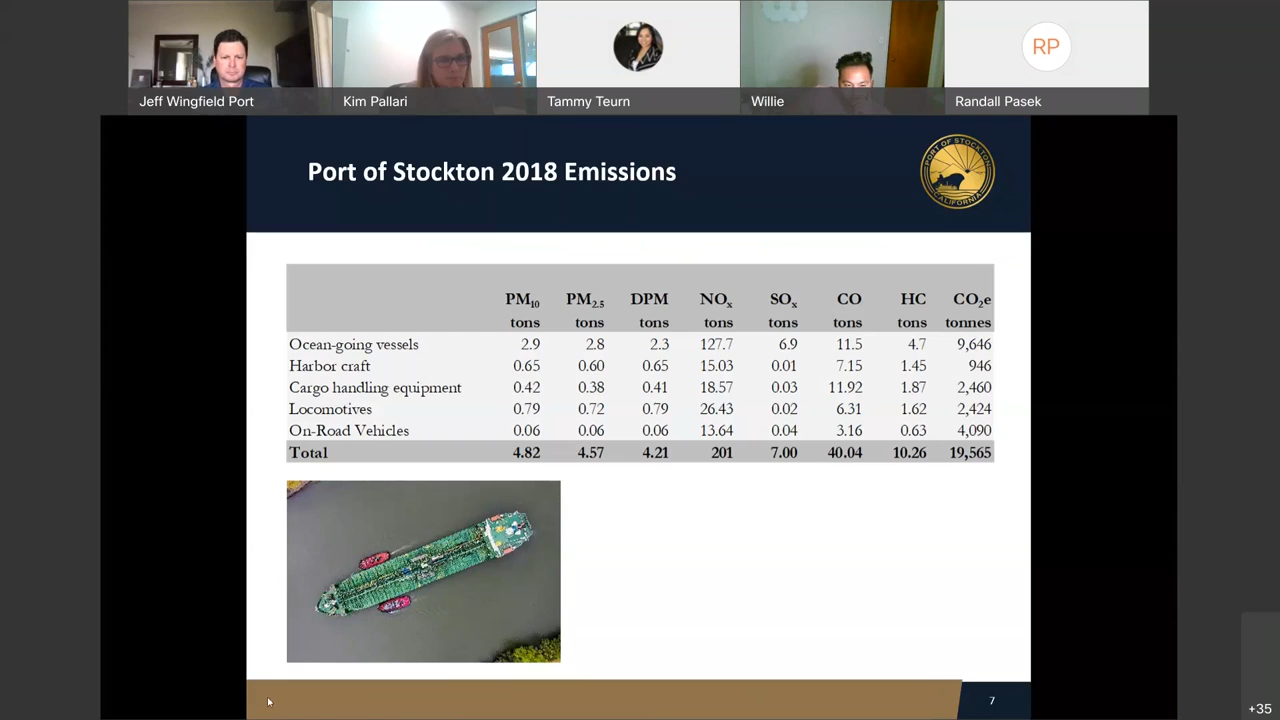 Jeff Wingfield Port
Kim Pallari
Tammy Teurn
Willie
RP
Randall Pasek
Port of Stockton 2018 Emissions
PORT OF STOCKTON
CALIFORNIA
PM10 PM2.5 DPM NOx SOx CO HC CO2e
tons tons tons tons tons tons tons tonnes
Ocean-going vessels 2.9 2.8 2.3 127.7 6.9 11.5 4.7 9,646
Harbor craft 0.65 0.60 0.65 15.03 0.01 7.15 1.45 946
Cargo handling equipment 0.42 0.38 0.41 18.57 0.03 11.92 1.87 2,460
Locomotives 0.79 0.72 0.79 26.43 0.02 6.31 1.62 2,424
On-Road Vehicles 0.06 0.06 0.06 13.64 0.04 3.16 0.63 4,090
Total 4.82 4.57 4.21 201 7.00 40.04 10.26 19,565
7
+35